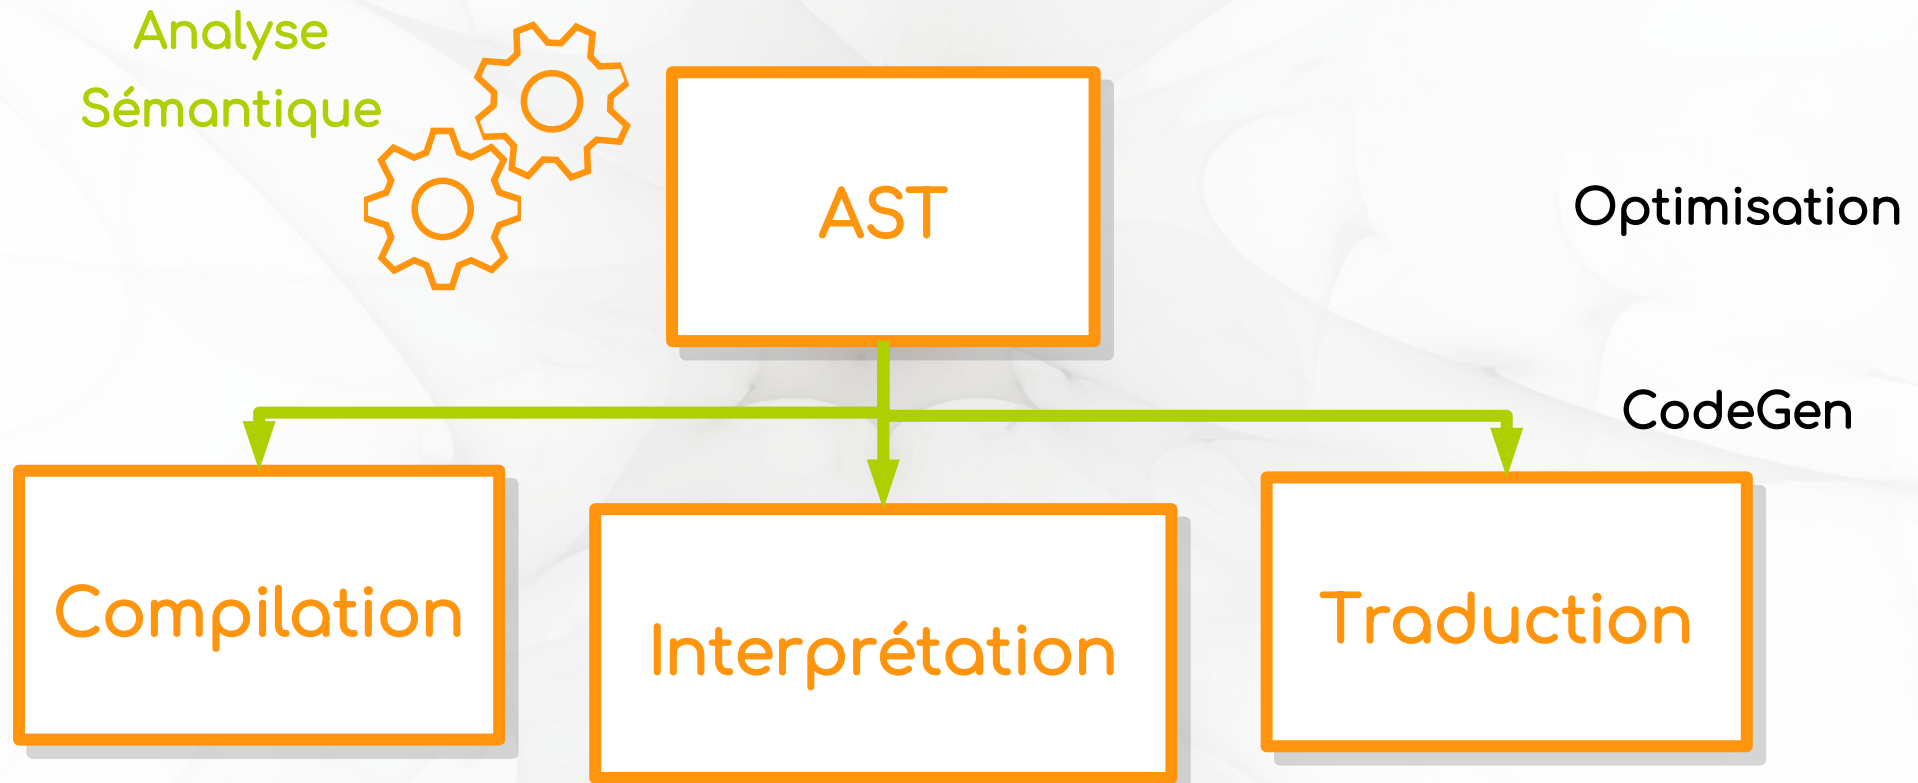 Analyse
Sémantique
AST
Optimisation
CodeGen
Compilation
Interprétation
Traduction